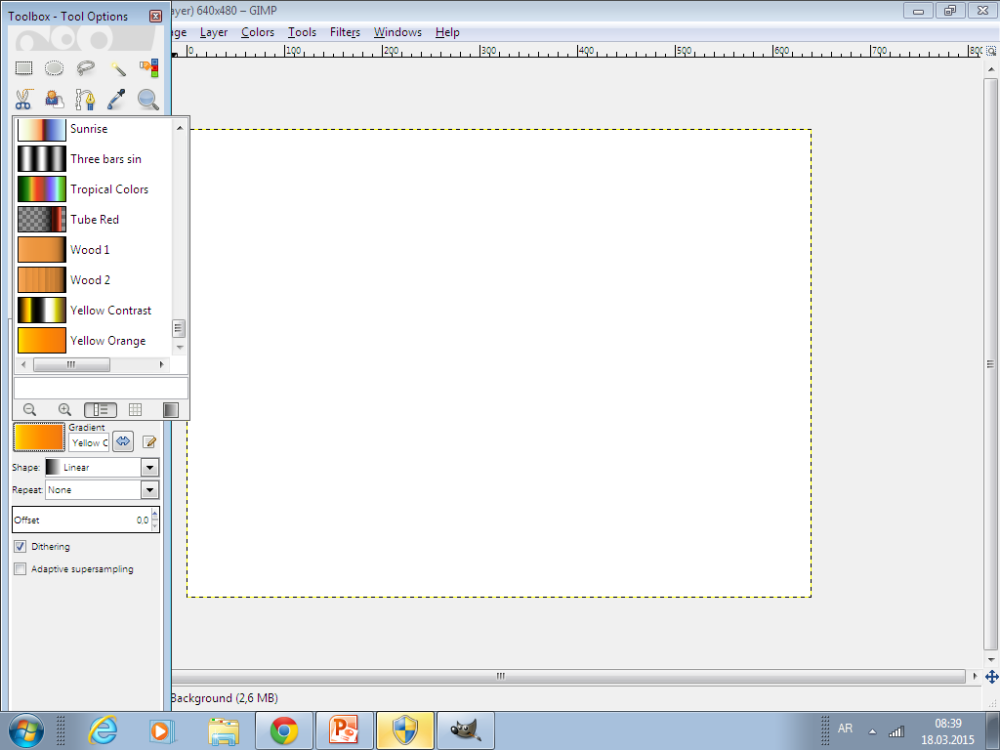 Toolbox - Tool Options
ayer) 640x480 – GIMP
ge Layer Colors Tools Filters Windows Help
0 100 200 300 400 500 600 700 800
Sunrise
Three bars sin
Tropical Colors
Tube Red
Wood 1
Wood 2
Yellow Contrast
Yellow Orange
Gradient
Yellow C
Shape: Linear
Repeat: None
Offset 0,0
Dithering
Adaptive supersampling
Background (2,6 MB)
AR
08:39
18.03.2015